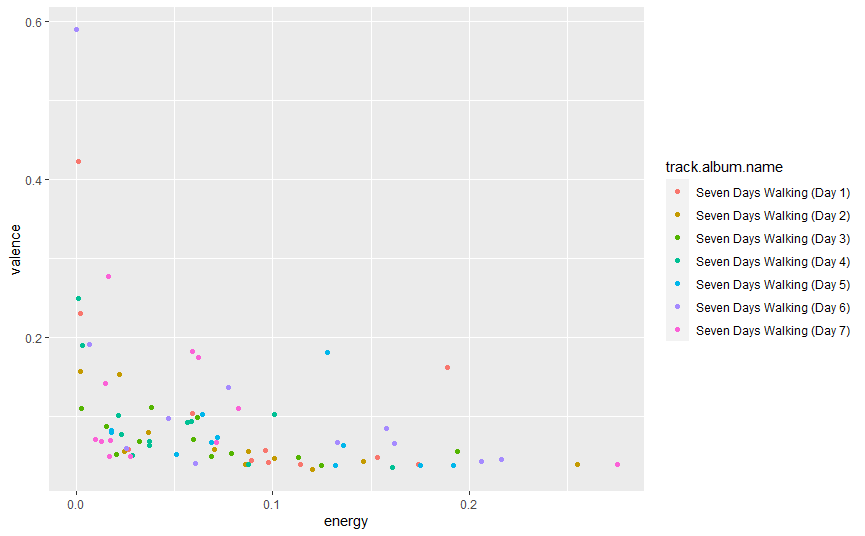 0.6
0.4
0.2
valence
0.0
0.1
0.2
energy
track.album.name
Seven Days Walking (Day 1)
Seven Days Walking (Day 2)
Seven Days Walking (Day 3)
Seven Days Walking (Day 4)
Seven Days Walking (Day 5)
Seven Days Walking (Day 6)
Seven Days Walking (Day 7)